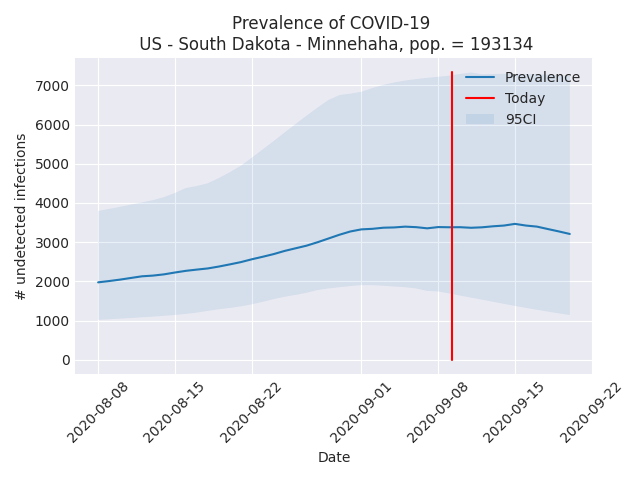 Prevalence of COVID-19
US - South Dakota - Minnehaha, pop. = 193134
Prevalence
Today
95CI
# undetected infections
7000
6000
5000
4000
3000
2000
1000
0
2020-08-08
2020-08-15
2020-08-22
2020-09-01
2020-09-08
2020-09-15
2020-09-22
Date